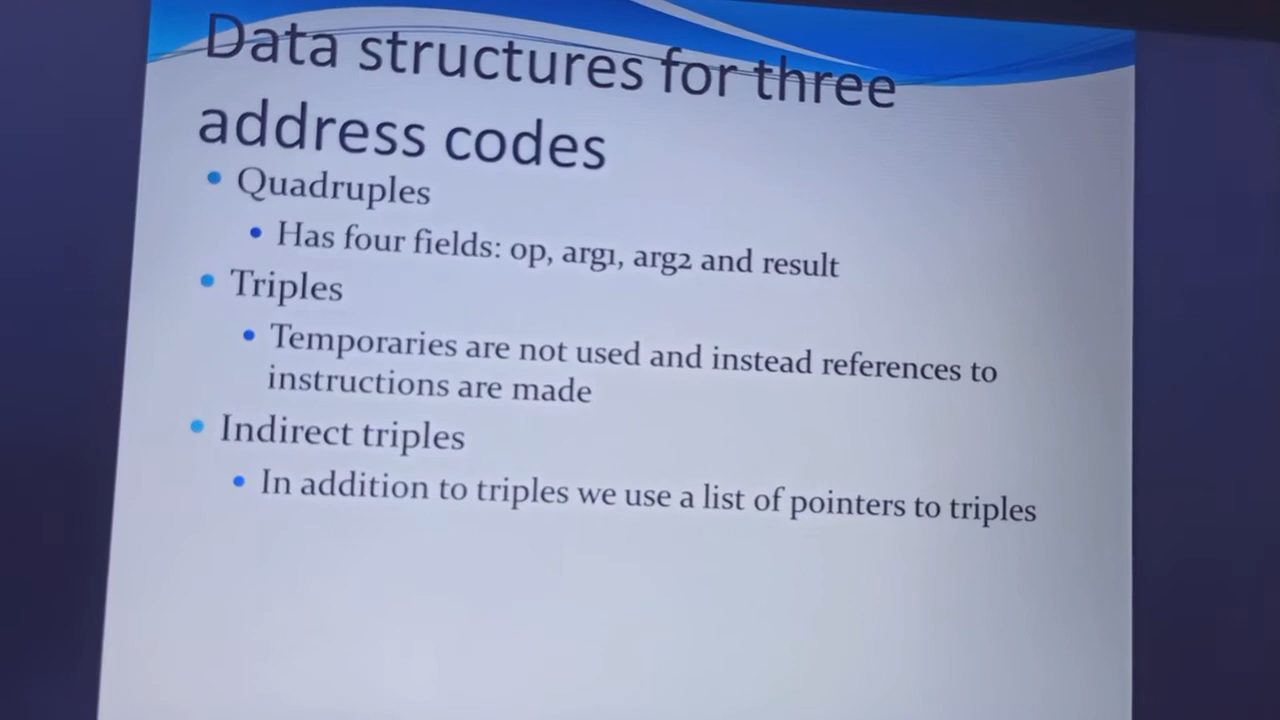 Data structures for three
address codes
• Quadruples
• Has four fields: op, arg1, arg2 and result
• Triples
• Temporaries are not used and instead references to
instructions are made
• Indirect triples
• In addition to triples we use a list of pointers to triples